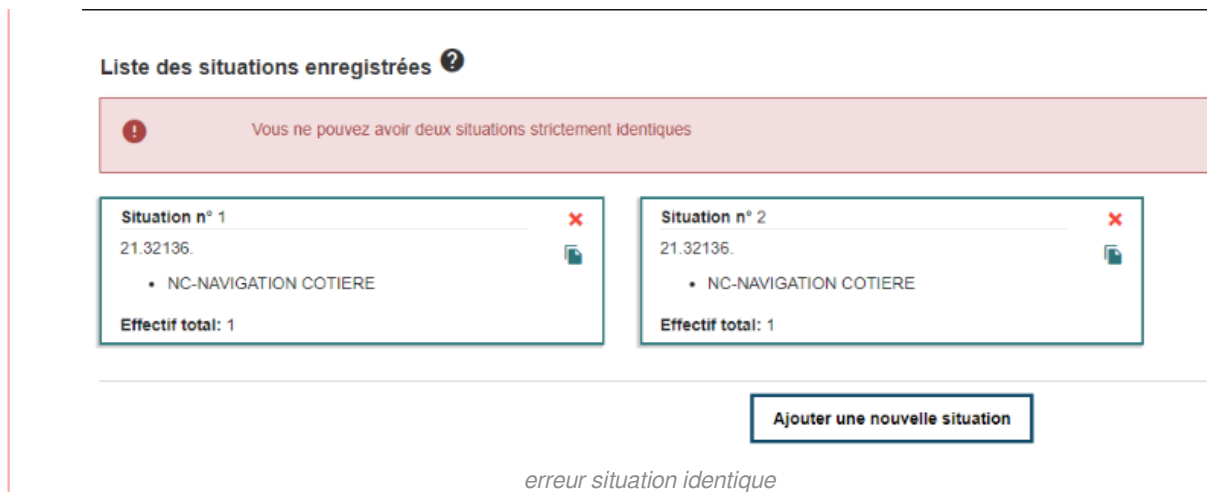 Liste des situations enregistrées ?
Vous ne pouvez avoir deux situations strictement identiques
Situation n° 1
21.32136.
• NC-NAVIGATION COTIERE
Effectif total: 1
Situation n° 2
21.32136.
• NC-NAVIGATION COTIERE
Effectif total: 1
Ajouter une nouvelle situation
erreur situation identique